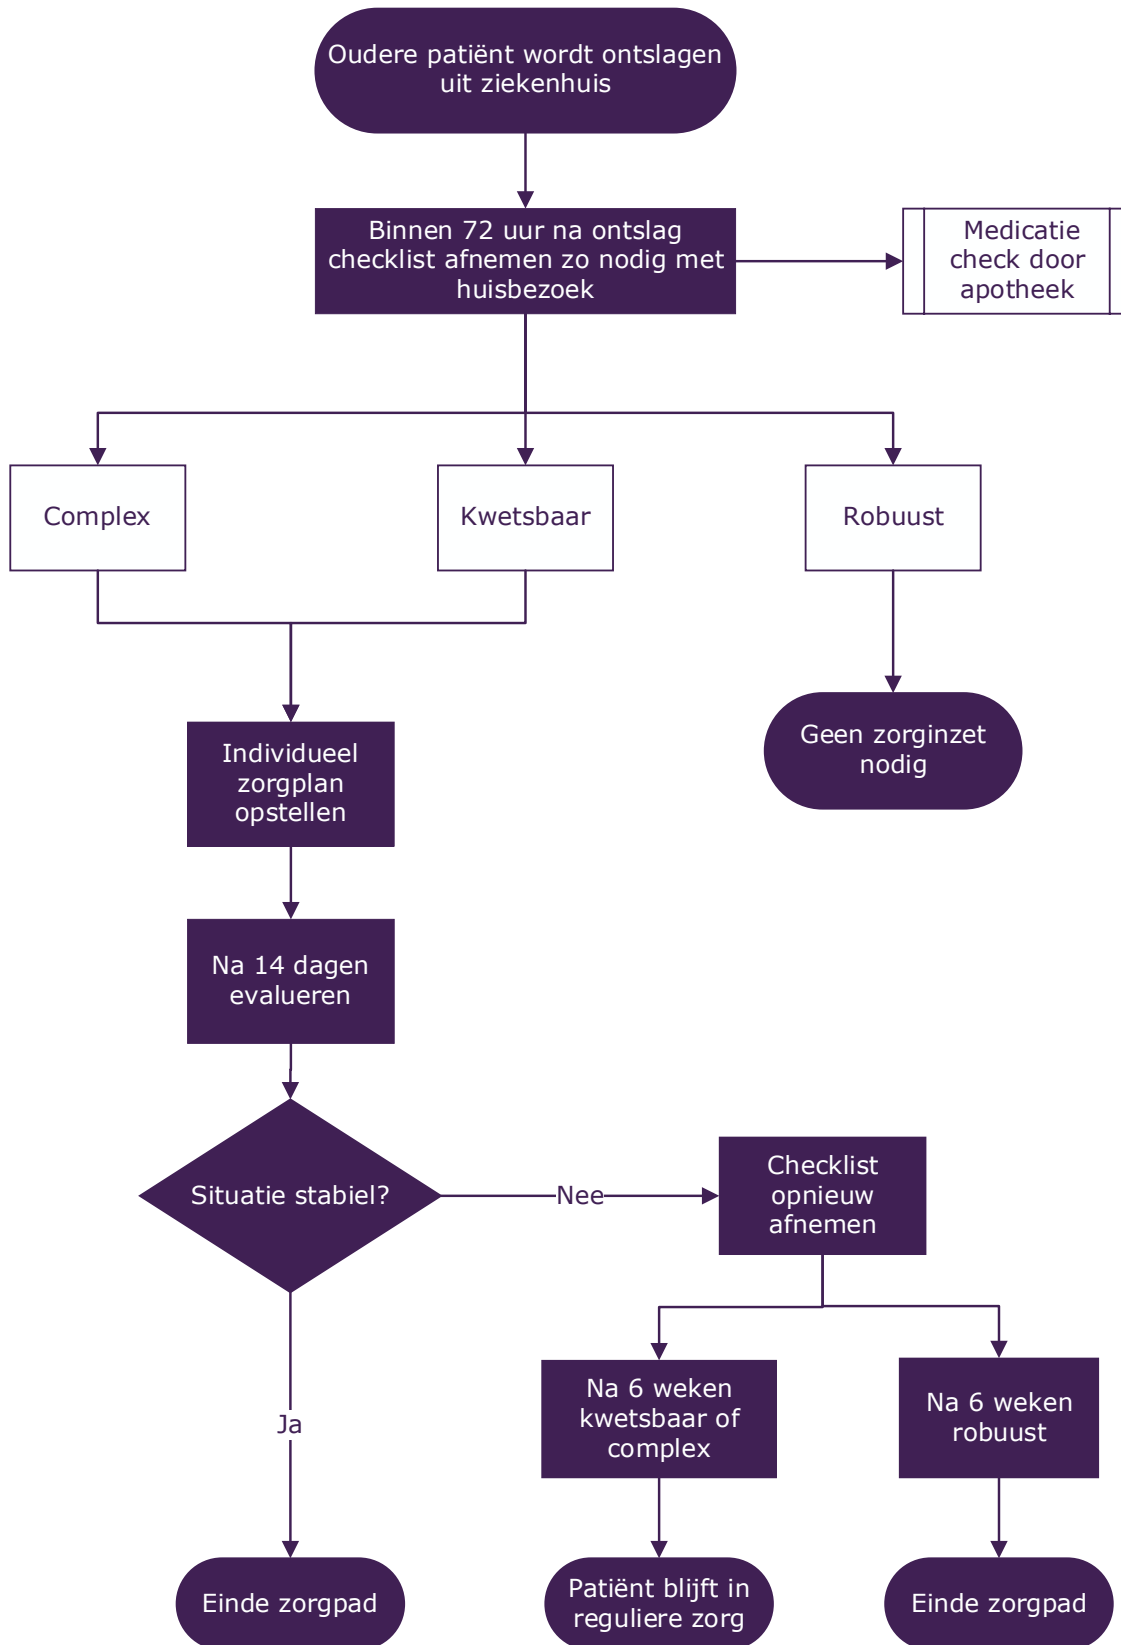 Oudere patiënt wordt ontslagen
uit ziekenhuis
Binnen 72 uur na ontslag
checklist afnemen zo nodig met
huisbezoek
Medicatie
check door
apotheek
Complex
Kwetsbaar
Robuust
Individueel
zorgplan
opstellen
Geen zorginzet
nodig
Na 14 dagen
evalueren
Situatie stabiel?
Nee
Checklist
opnieuw
afnemen
Ja
Na 6 weken
kwetsbaar of
complex
Na 6 weken
robuust
Einde zorgpad
Patiënt blijft in
reguliere zorg
Einde zorgpad